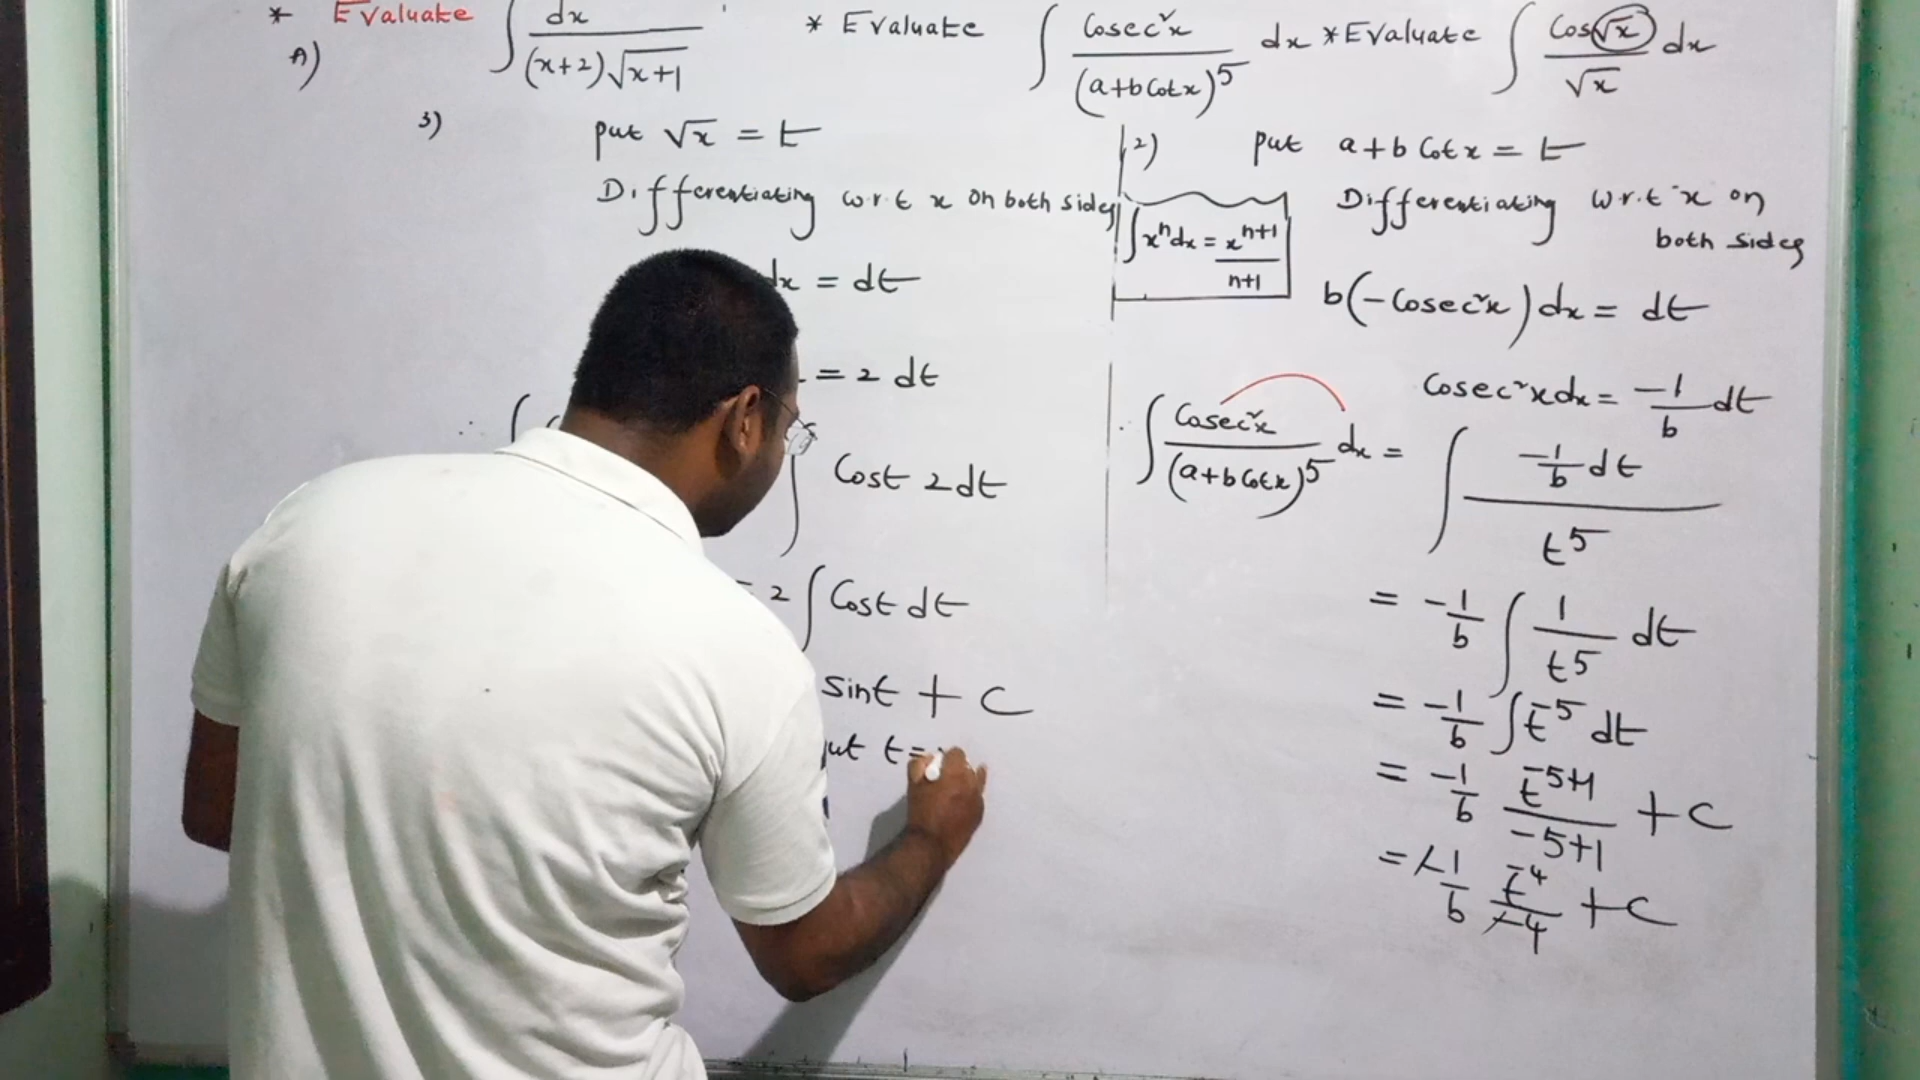 * Evaluate ∫ dx / (x+2)√x+1 * Evaluate ∫ Cosec²x / (a+b Cotx)⁵ dx * Evaluate ∫ Cos√x / √x dx
A)
3) put √x = t
Differentiating w.r.t x on both sides
dx = dt
= 2 dt
∫ Cost 2dt
= 2 ∫ Cost dt
sint + C
put t =
2) put a + b Cotx = t
Differentiating w.r.t x on
both sides
∫xⁿdx = xⁿ⁺¹ / n+1
b(-Cosec²x) dx = dt
Cosec²x dx = -1/b dt
∴ ∫ Cosec²x / (a+b Cotx)⁵ dx = ∫ -1/b dt / t⁵
= -1/b ∫ 1/t⁵ dt
= -1/b ∫ t⁻⁵ dt
= -1/b t⁻⁵⁺¹ / -5+1 + C
= -1/b t⁻⁴ / -4 + C